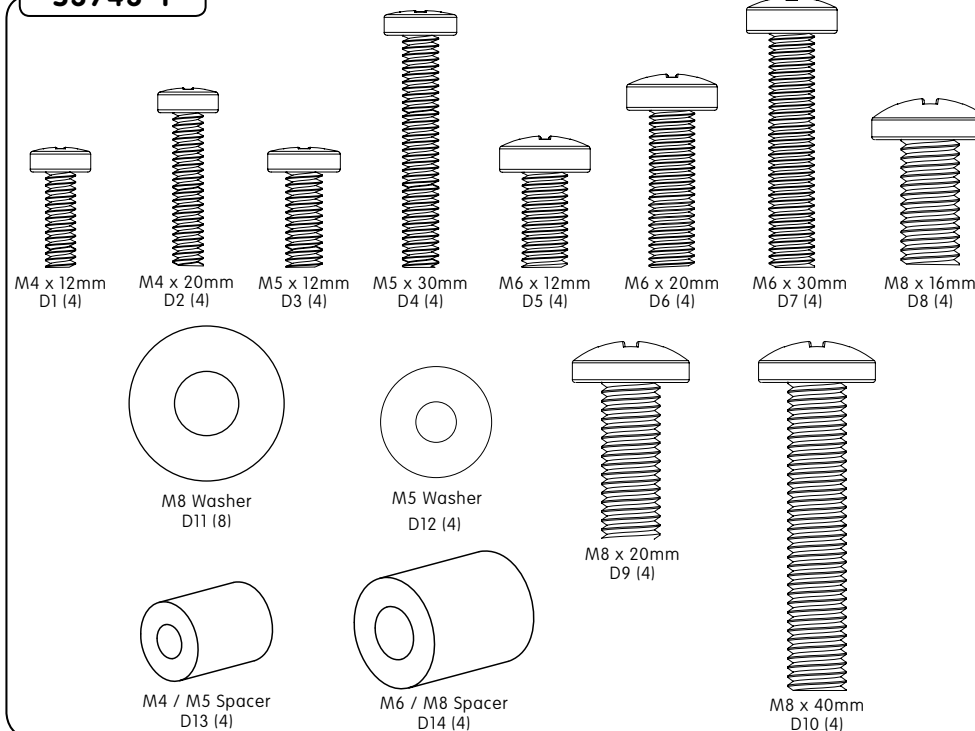 M4 x 12mm
D1 (4)
M4 x 20mm
D2 (4)
M5 x 12mm
D3 (4)
M5 x 30mm
D4 (4)
M6 x 12mm
D5 (4)
M6 x 20mm
D6 (4)
M6 x 30mm
D7 (4)
M8 x 16mm
D8 (4)
M8 Washer
D11 (8)
M5 Washer
D12 (4)
M8 x 20mm
D9 (4)
M4 / M5 Spacer
D13 (4)
M6 / M8 Spacer
D14 (4)
M8 x 40mm
D10 (4)